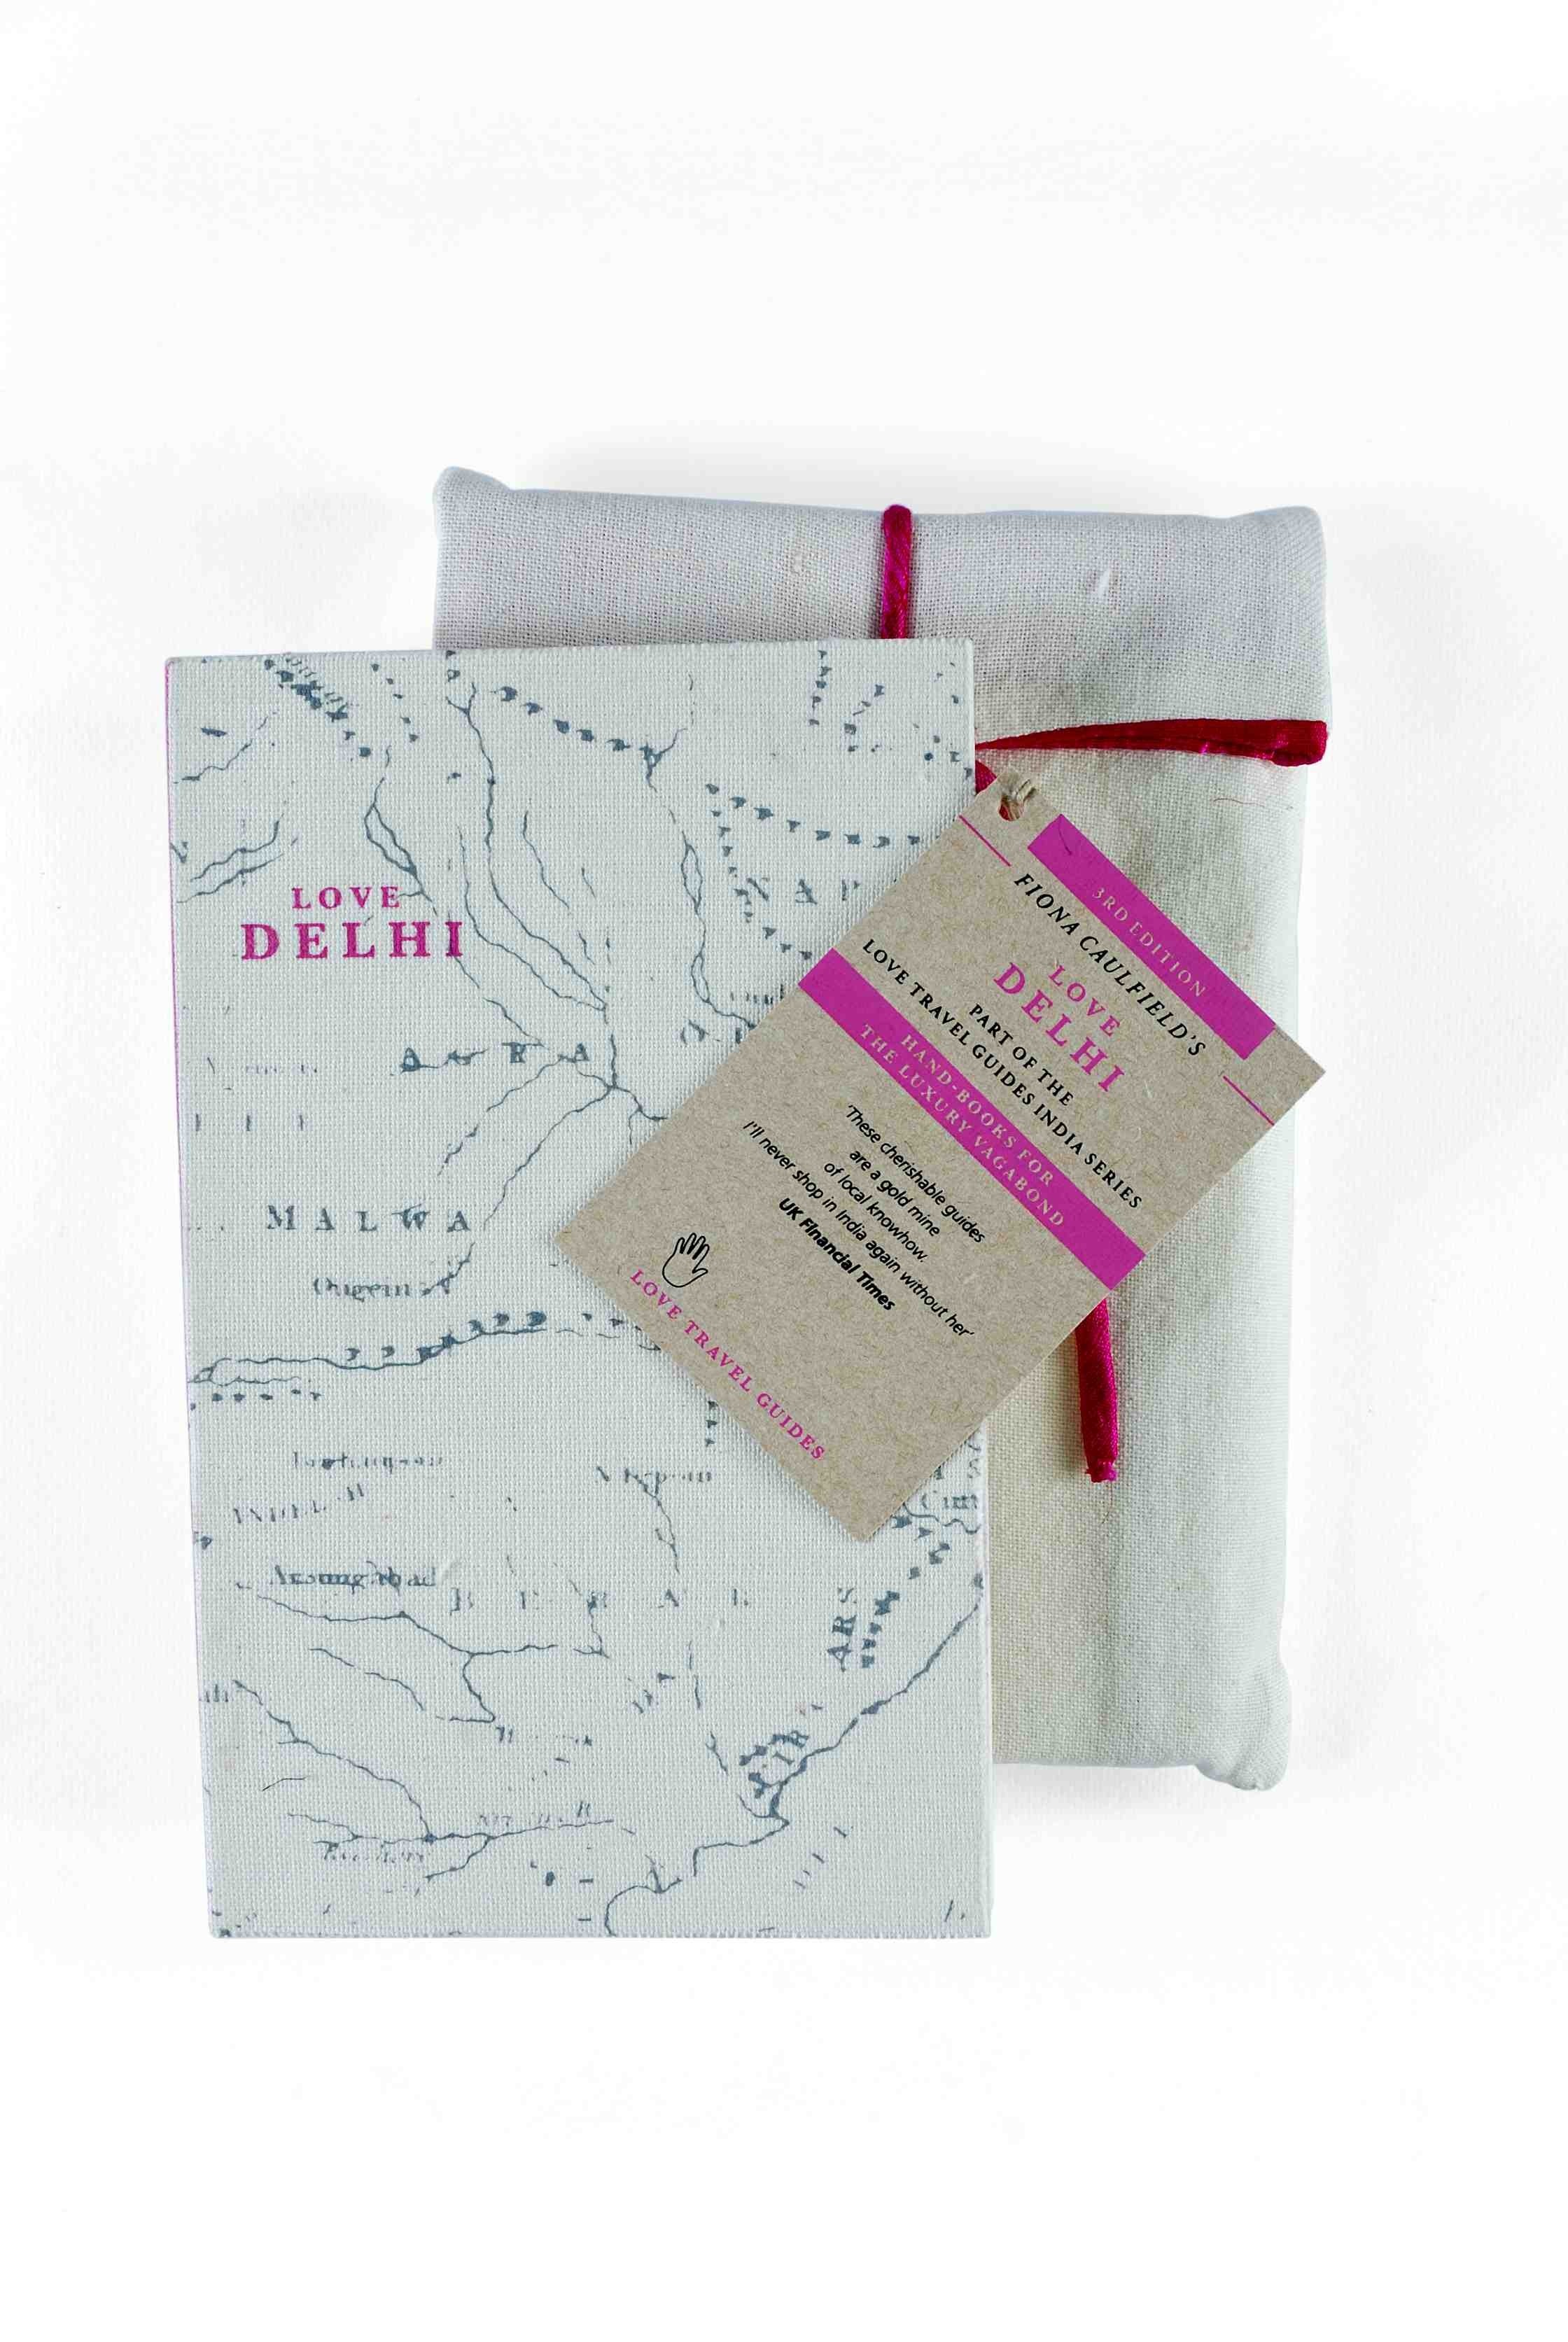 LOVE
DELHI
A G R A
MALWA
Ougein
BERAR
3RD EDITION
FIONA CAULFIELD'S
LOVE
DELHI
PART OF THE
LOVE TRAVEL GUIDES INDIA SERIES
HAND-BOOKS FOR
THE LUXURY VAGABOND
'These cherishable guides
are a gold mine
of local knowhow.
I'll never shop in India again without her'
UK Financial Times
LOVE TRAVEL GUIDES